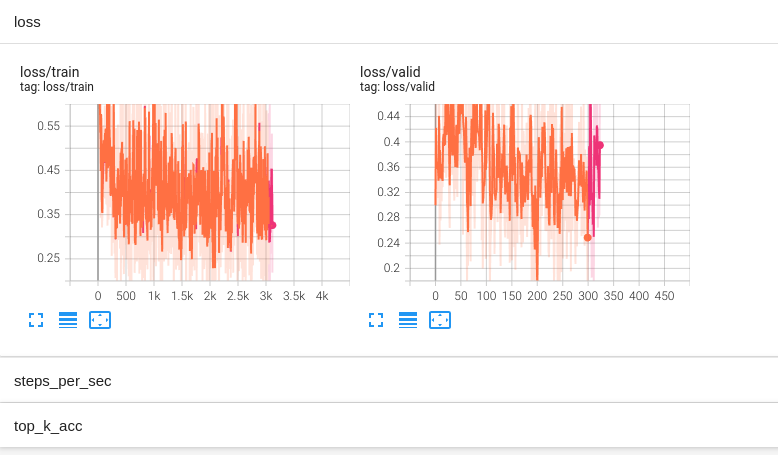 loss
loss/train
tag: loss/train
0.55
0.45
0.35
0.25
0 500 1k 1.5k 2k 2.5k 3k 3.5k 4k
loss/valid
tag: loss/valid
0.44
0.4
0.36
0.32
0.28
0.24
0.2
0 50 100 150 200 250 300 350 400 450
steps_per_sec
top_k_acc